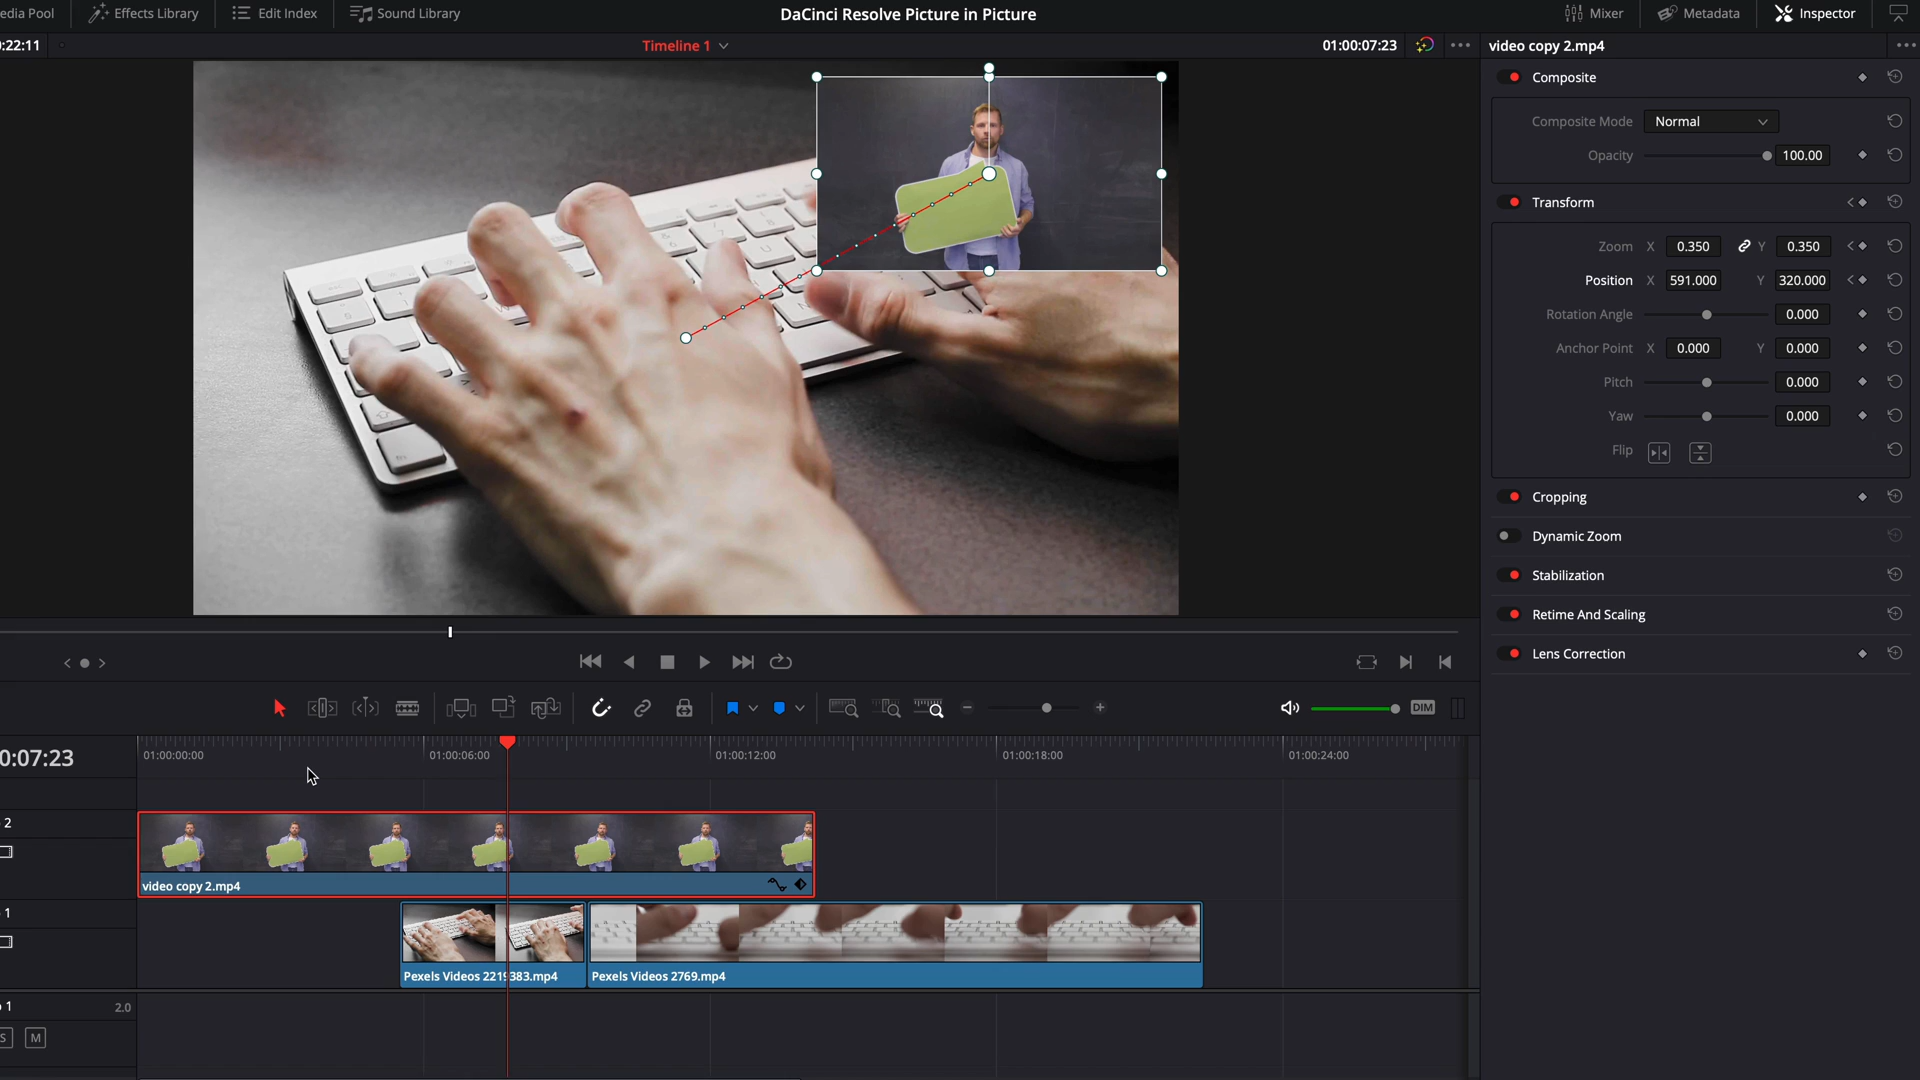 edia Pool
Effects Library
Edit Index
Sound Library
DaCinci Resolve Picture in Picture
Mixer
Metadata
Inspector
:22:11
Timeline 1
01:00:07:23
video copy 2.mp4
Composite
Composite Mode Normal
Opacity 100.00
Transform
Zoom X 0.350 Y 0.350
Position X 591.000 Y 320.000
Rotation Angle 0.000
Anchor Point X 0.000 Y 0.000
Pitch 0.000
Yaw 0.000
Flip
Cropping
Dynamic Zoom
Stabilization
Retime And Scaling
Lens Correction
DIM
0:07:23
01:00:00:00
01:00:06:00
01:00:12:00
01:00:18:00
01:00:24:00
2
video copy 2.mp4
1
Pexels Videos 2219383.mp4
Pexels Videos 2769.mp4
1
2.0
S
M